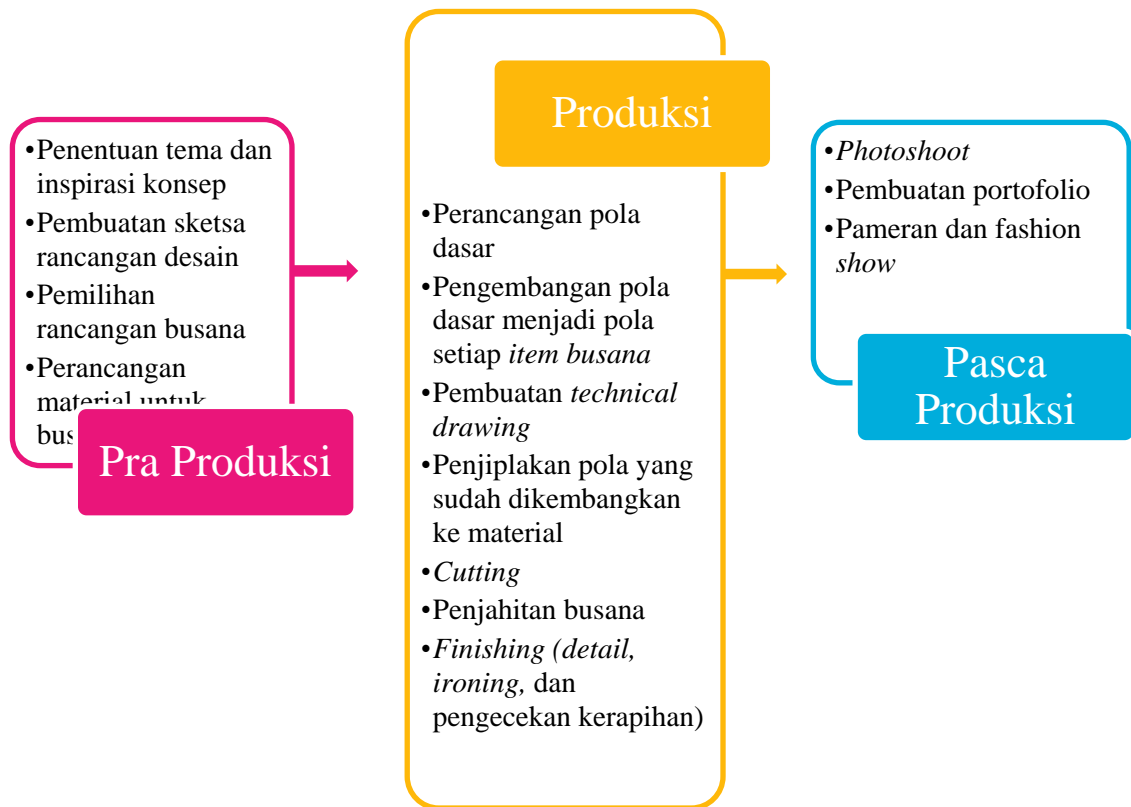 •Penentuan tema dan
inspirasi konsep
•Pembuatan sketsa
rancangan desain
•Pemilihan
rancangan busana
•Perancangan
material untuk
Pra Produksi
Produksi
•Perancangan pola
dasar
•Pengembangan pola
dasar menjadi pola
setiap item busana
•Pembuatan technical
drawing
•Penjiplakan pola yang
sudah dikembangkan
ke material
•Cutting
•Penjahitan busana
•Finishing (detail,
ironing, dan
pengecekan kerapihan)
•Photoshoot
•Pembuatan portofolio
•Pameran dan fashion
show
Pasca
Produksi